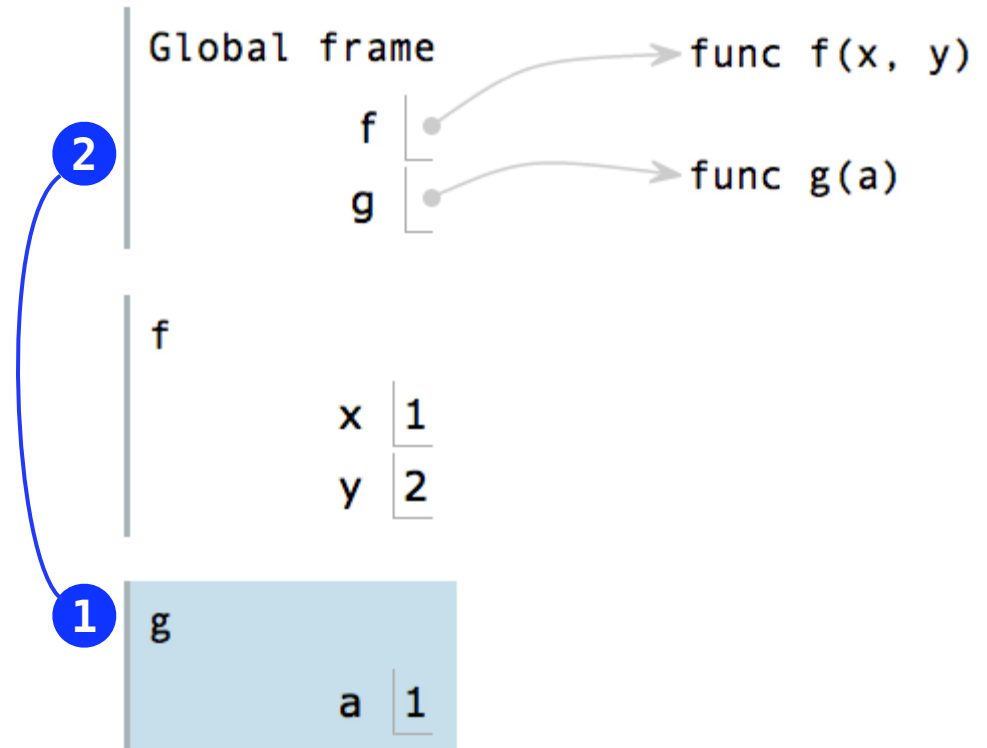 Global frame
func f(x, y)
f
2
func g(a)
g
f
x 1
y 2
1
g
a 1